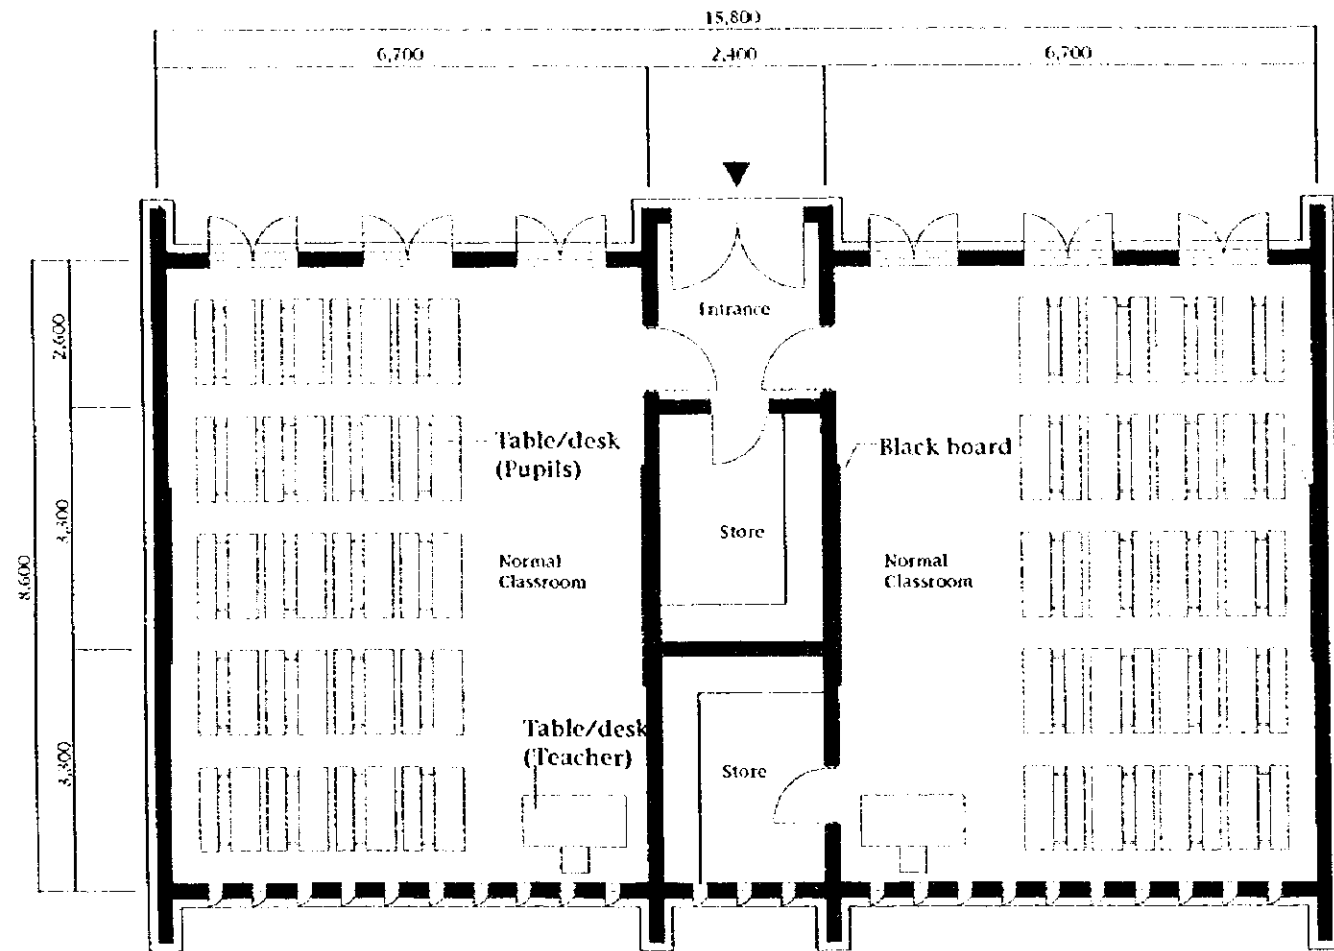 15,800
6,700
2,400
6,700
Entrance
2,000
Table/desk
(Pupils)
Black board
3,300
8,600
Store
Normal
Classroom
Normal
Classroom
Table/desk
(Teacher)
3,300
Store